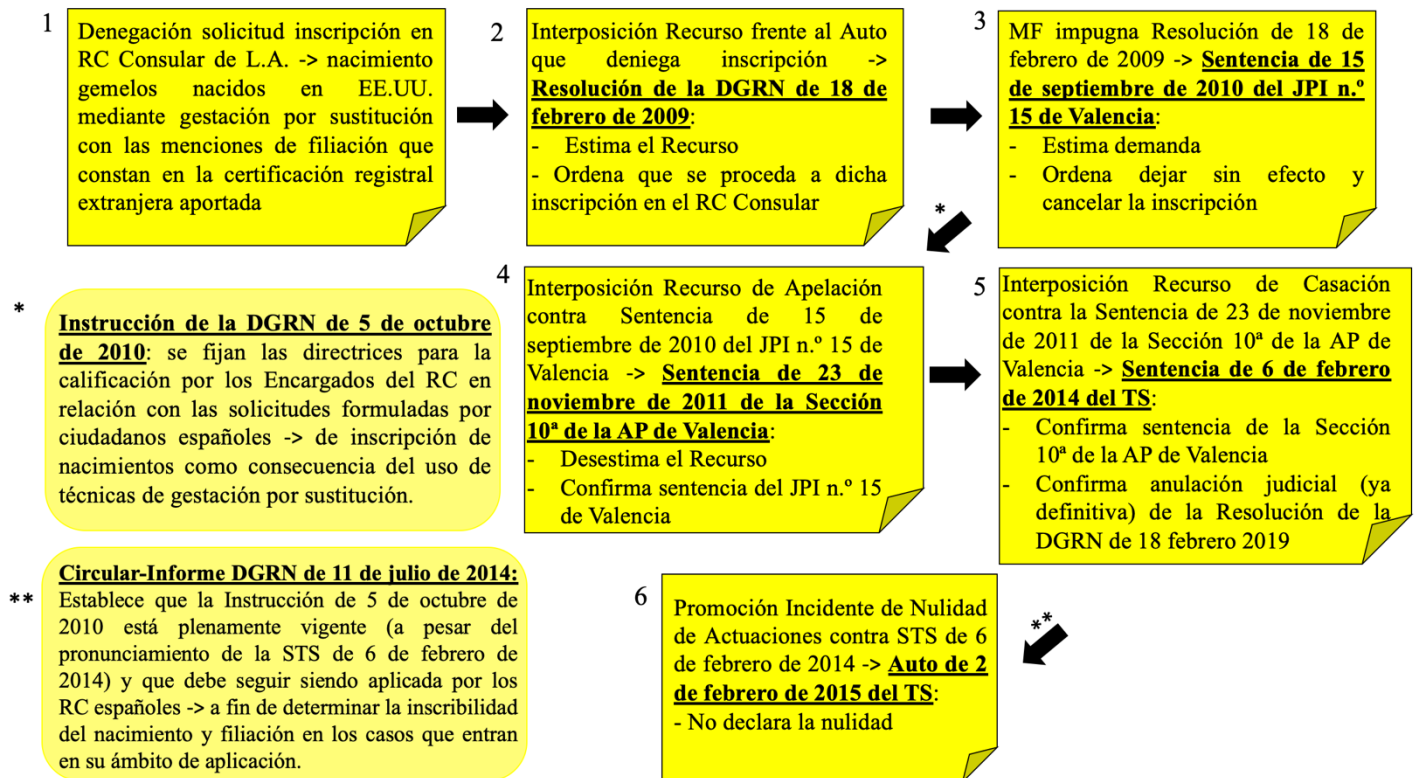 1
Denegación solicitud inscripción en
RC Consular de L.A. -> nacimiento
gemelos nacidos en EE.UU.
mediante gestación por sustitución
con las menciones de filiación que
constan en la certificación registral
extranjera aportada
2
Interposición Recurso frente al Auto
que deniega inscripción ->
Resolución de la DGRN de 18 de
febrero de 2009:
- Estima el Recurso
- Ordena que se proceda a dicha
inscripción en el RC Consular
3
MF impugna Resolución de 18 de
febrero de 2009 -> Sentencia de 15
de septiembre de 2010 del JPI n.º
15 de Valencia:
- Estima demanda
- Ordena dejar sin efecto y
cancelar la inscripción
*
4
Interposición Recurso de Apelación
contra Sentencia de 15 de
septiembre de 2010 del JPI n.º 15 de
Valencia -> Sentencia de 23 de
noviembre de 2011 de la Sección
10ª de la AP de Valencia:
- Desestima el Recurso
- Confirma sentencia del JPI n.º 15
de Valencia
5
Interposición Recurso de Casación
contra la Sentencia de 23 de noviembre
de 2011 de la Sección 10ª de la AP de
Valencia -> Sentencia de 6 de febrero
de 2014 del TS:
- Confirma sentencia de la Sección
10ª de la AP de Valencia
- Confirma anulación judicial (ya
definitiva) de la Resolución de la
DGRN de 18 febrero 2019
*
Instrucción de la DGRN de 5 de octubre
de 2010: se fijan las directrices para la
calificación por los Encargados del RC en
relación con las solicitudes formuladas por
ciudadanos españoles -> de inscripción de
nacimientos como consecuencia del uso de
técnicas de gestación por sustitución.
**
Circular-Informe DGRN de 11 de julio de 2014:
Establece que la Instrucción de 5 de octubre de
2010 está plenamente vigente (a pesar del
pronunciamiento de la STS de 6 de febrero de
2014) y que debe seguir siendo aplicada por los
RC españoles -> a fin de determinar la inscribilidad
del nacimiento y filiación en los casos que entran
en su ámbito de aplicación.
6
Promoción Incidente de Nulidad
de Actuaciones contra STS de 6
de febrero de 2014 -> Auto de 2
de febrero de 2015 del TS:
- No declara la nulidad
**